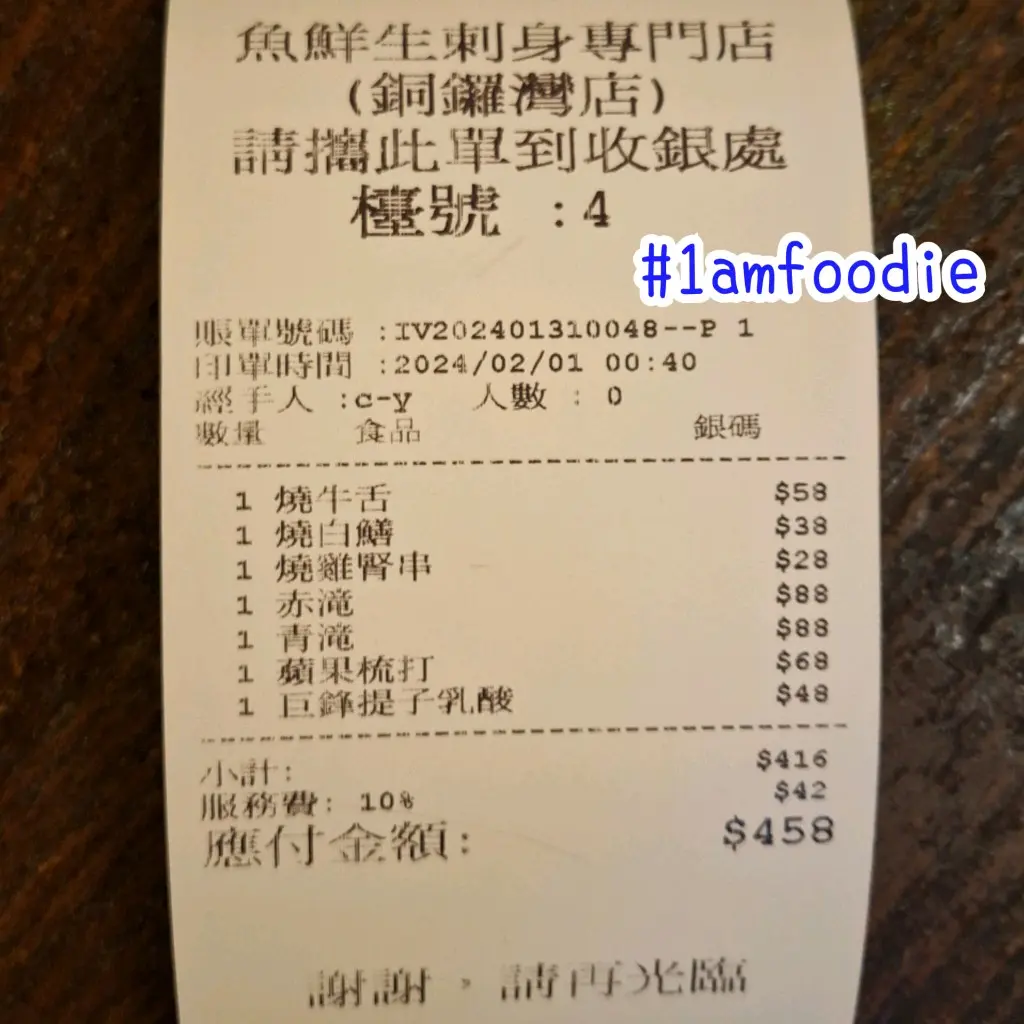 魚鮮生刺身專門店
(銅鑼灣店)
請攜此單到收銀處
檯號 :4
#1amfoodie
賬單號碼 :IV202401310048--P 1
印單時間 :2024/02/01 00:40
經手人 :c-y 人數 : 0
數量 食品 銀碼
1 燒牛舌 $58
1 燒白鱔 $38
1 燒雞腎串 $28
1 赤滝 $88
1 青滝 $88
1 蘋果梳打 $68
1 巨鋒提子乳酸 $48
小計: $416
服務費: 10% $42
應付金額: $458
謝謝，請再光臨